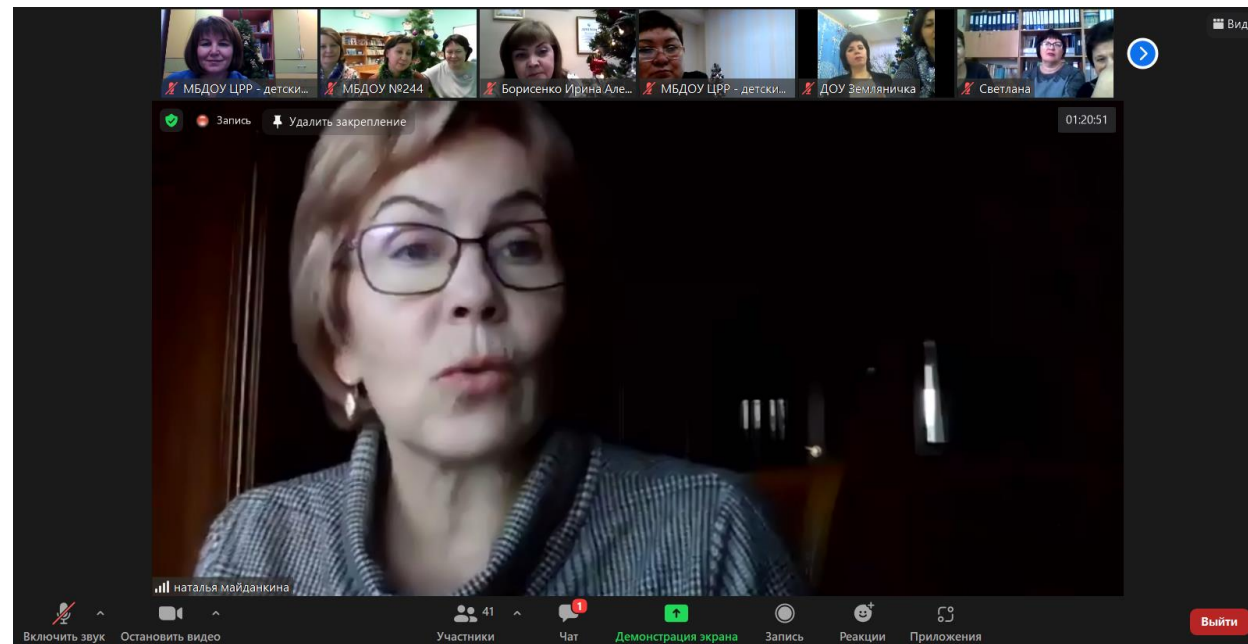 Вид
МБДОУ ЦРР - детски...
МБДОУ №244
Борисенко Ирина Але...
МБДОУ ЦРР - детски...
ДОУ Земляничка
Светлана
Запись
Удалить закрепление
01:20:51
наталья майданкина
Включить звук
Остановить видео
41
Участники
1
Чат
Демонстрация экрана
Запись
Реакции
Приложения
Выйти